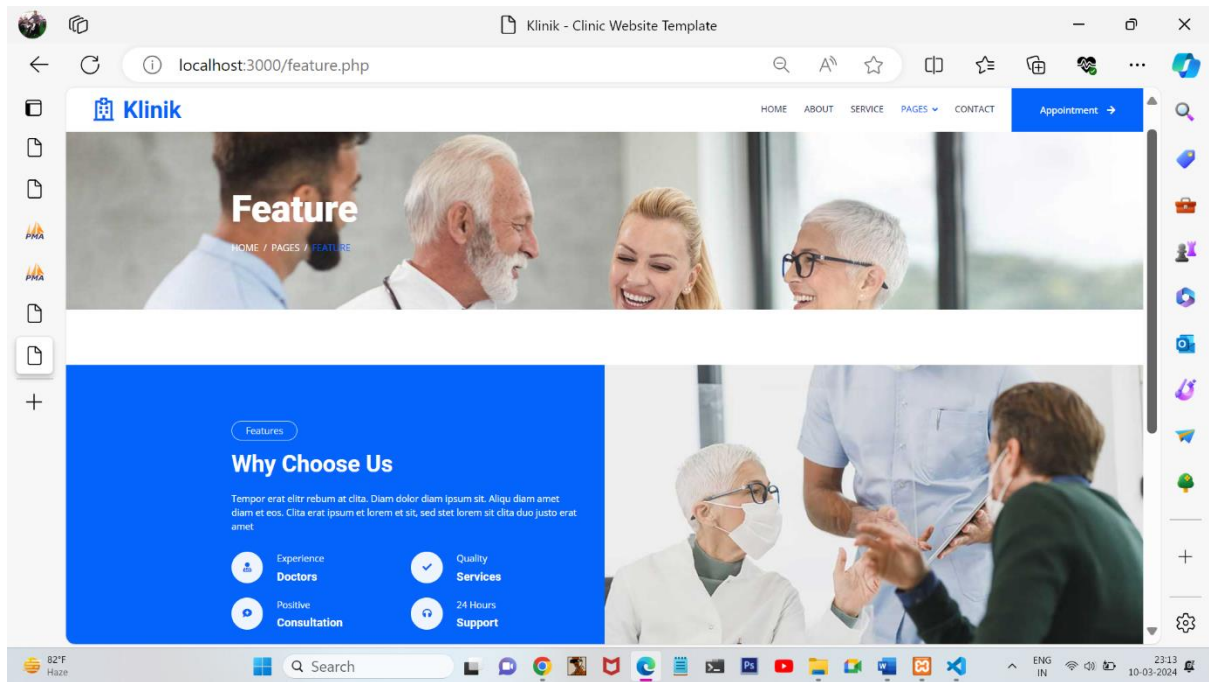 Klinik - Clinic Website Template
localhost:3000/feature.php
Klinik
HOME ABOUT SERVICE PAGES CONTACT Appointment →
Feature
HOME / PAGES / FEATURE
Features
Why Choose Us
Tempor erat elitr rebum at clita. Diam dolor diam ipsum sit. Aliqu diam amet
diam et eos. Clita erat ipsum et lorem et sit, sed stet lorem sit clita duo justo erat
amet
Experience
Doctors
Quality
Services
Positive
Consultation
24 Hours
Support
PMA
PMA
82°F
Haze
Search
Ps
ENG
IN
23:13
10-03-2024